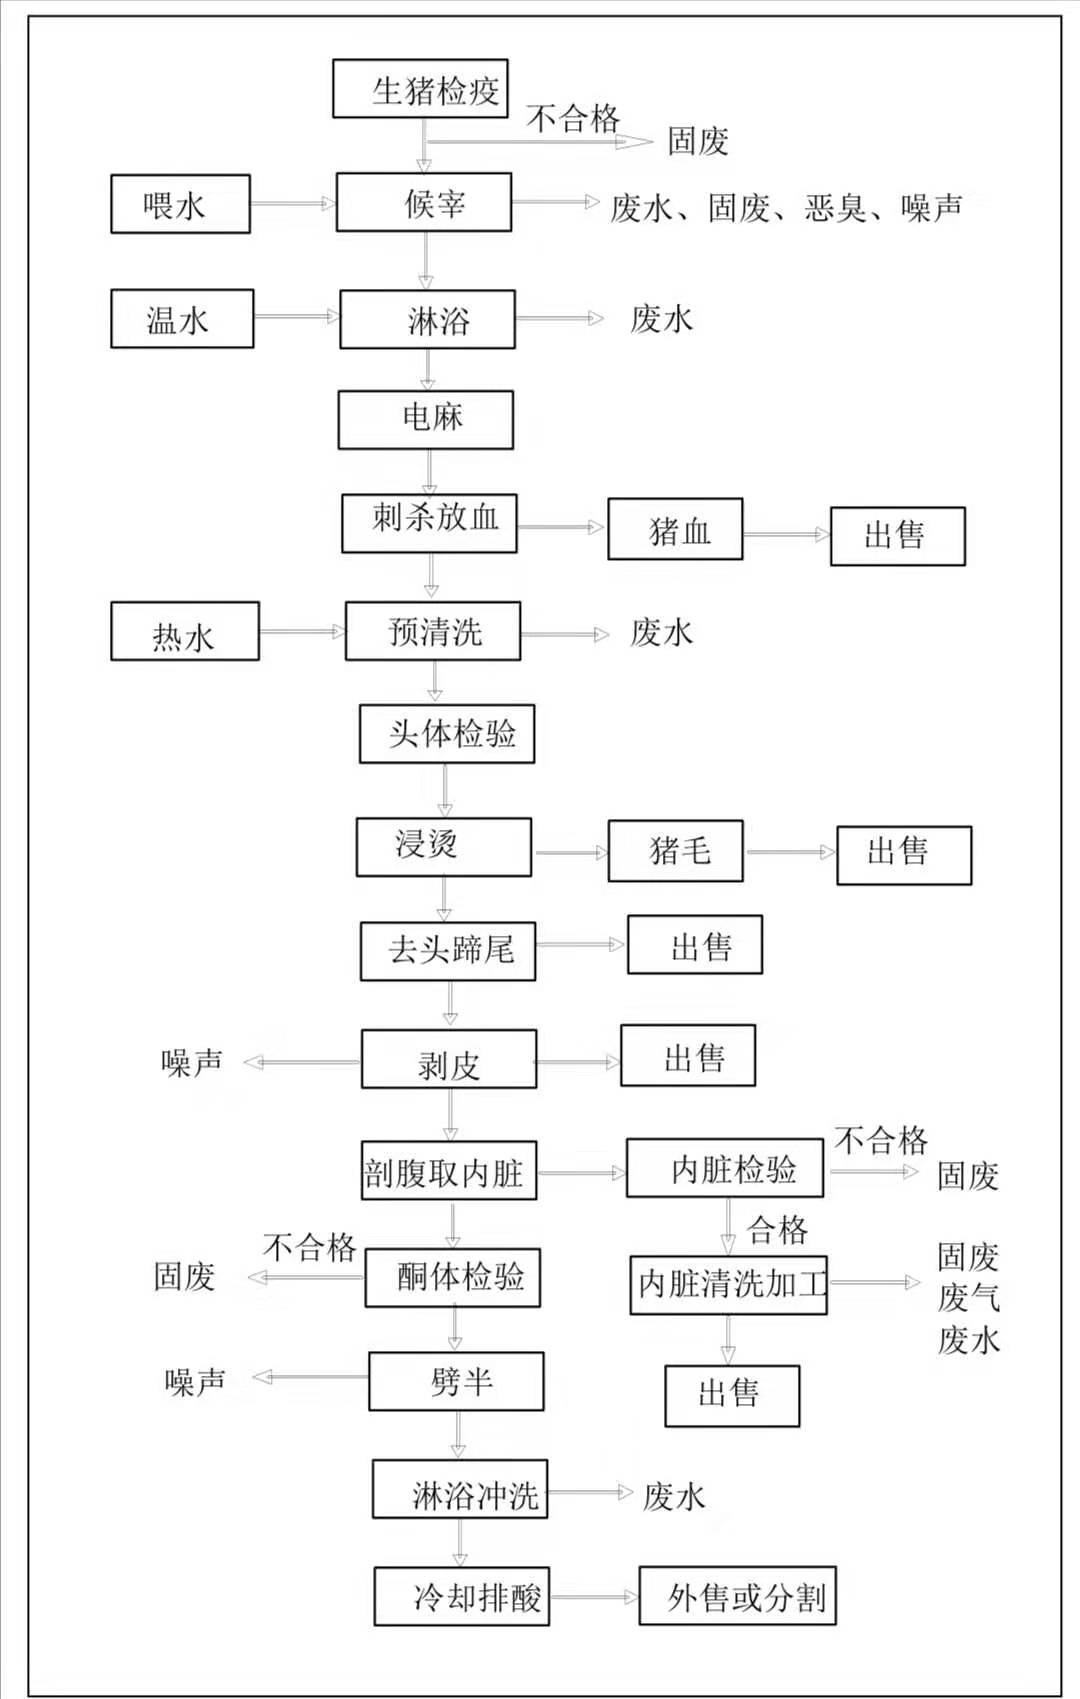 生猪检疫
不合格
固废
喂水
候宰
废水、固废、恶臭、噪声
温水
淋浴
废水
电麻
刺杀放血
猪血
出售
热水
预清洗
废水
头体检验
浸烫
猪毛
出售
去头蹄尾
出售
噪声
剥皮
出售
剖腹取内脏
内脏检验
不合格
固废
合格
不合格
固废
酮体检验
内脏清洗加工
固废
废气
废水
噪声
劈半
出售
淋浴冲洗
废水
冷却排酸
外售或分割